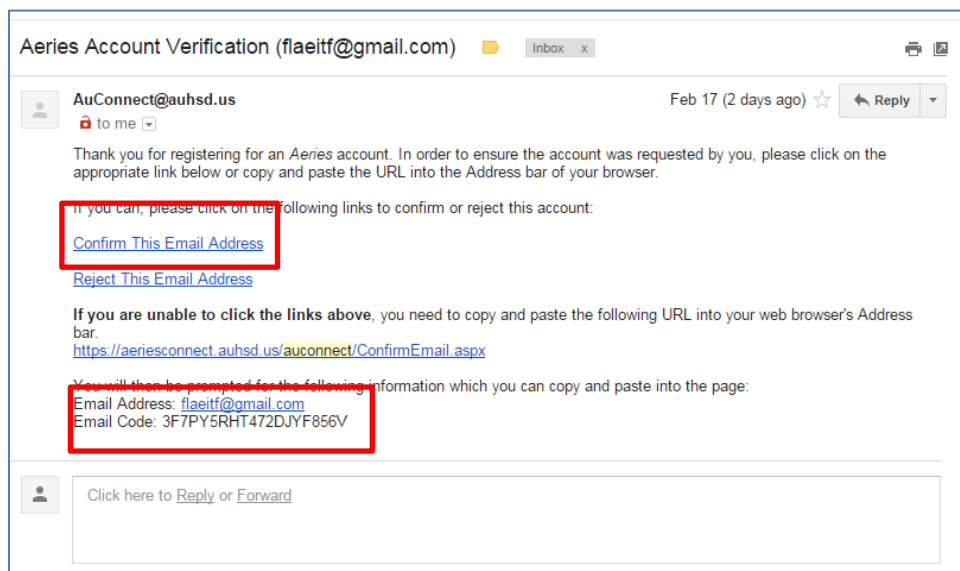 Aeries Account Verification (flaeitf@gmail.com) Inbox x
AuConnect@auhsd.us Feb 17 (2 days ago) Reply
to me
Thank you for registering for an Aeries account. In order to ensure the account was requested by you, please click on the
appropriate link below or copy and paste the URL into the Address bar of your browser.
If you can, please click on the following links to confirm or reject this account:
Confirm This Email Address
Reject This Email Address
If you are unable to click the links above, you need to copy and paste the following URL into your web browser's Address
bar.
https://aeriesconnect.auhsd.us/auconnect/ConfirmEmail.aspx
You will then be prompted for the following information which you can copy and paste into the page:
Email Address: flaeitf@gmail.com
Email Code: 3F7PY5RHT472DJYF856V
Click here to Reply or Forward